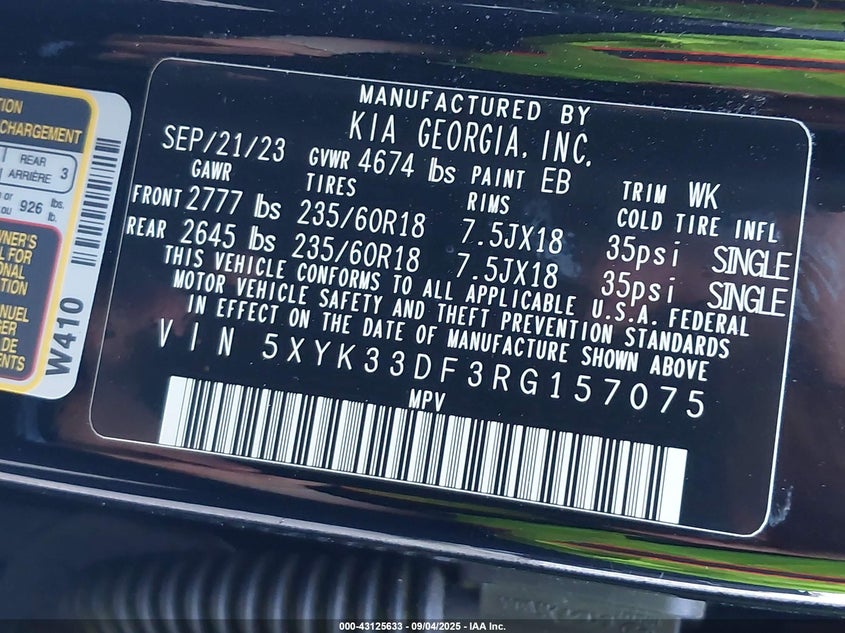 MANUFACTURED BY
KIA GEORGIA, INC.
SEP/21/23 GVWR 4674 lbs PAINT EB TRIM WK
GAWR TIRES RIMS COLD TIRE INFL
FRONT 2777 lbs 235/60R18 7.5JX18 35psi SINGLE
REAR 2645 lbs 235/60R18 7.5JX18 35psi SINGLE
THIS VEHICLE CONFORMS TO ALL APPLICABLE U.S.A. FEDERAL
MOTOR VEHICLE SAFETY AND THEFT PREVENTION STANDARDS
IN EFFECT ON THE DATE OF MANUFACTURE SHOWN ABOVE
VIN 5XYK33DF3RG157075
MPV
CHARGEMENT
REAR 3
ARRIÈRE
or lbs.
ou 926 lb.
W410
000-43125633 - 09/04/2025 - IAA Inc.